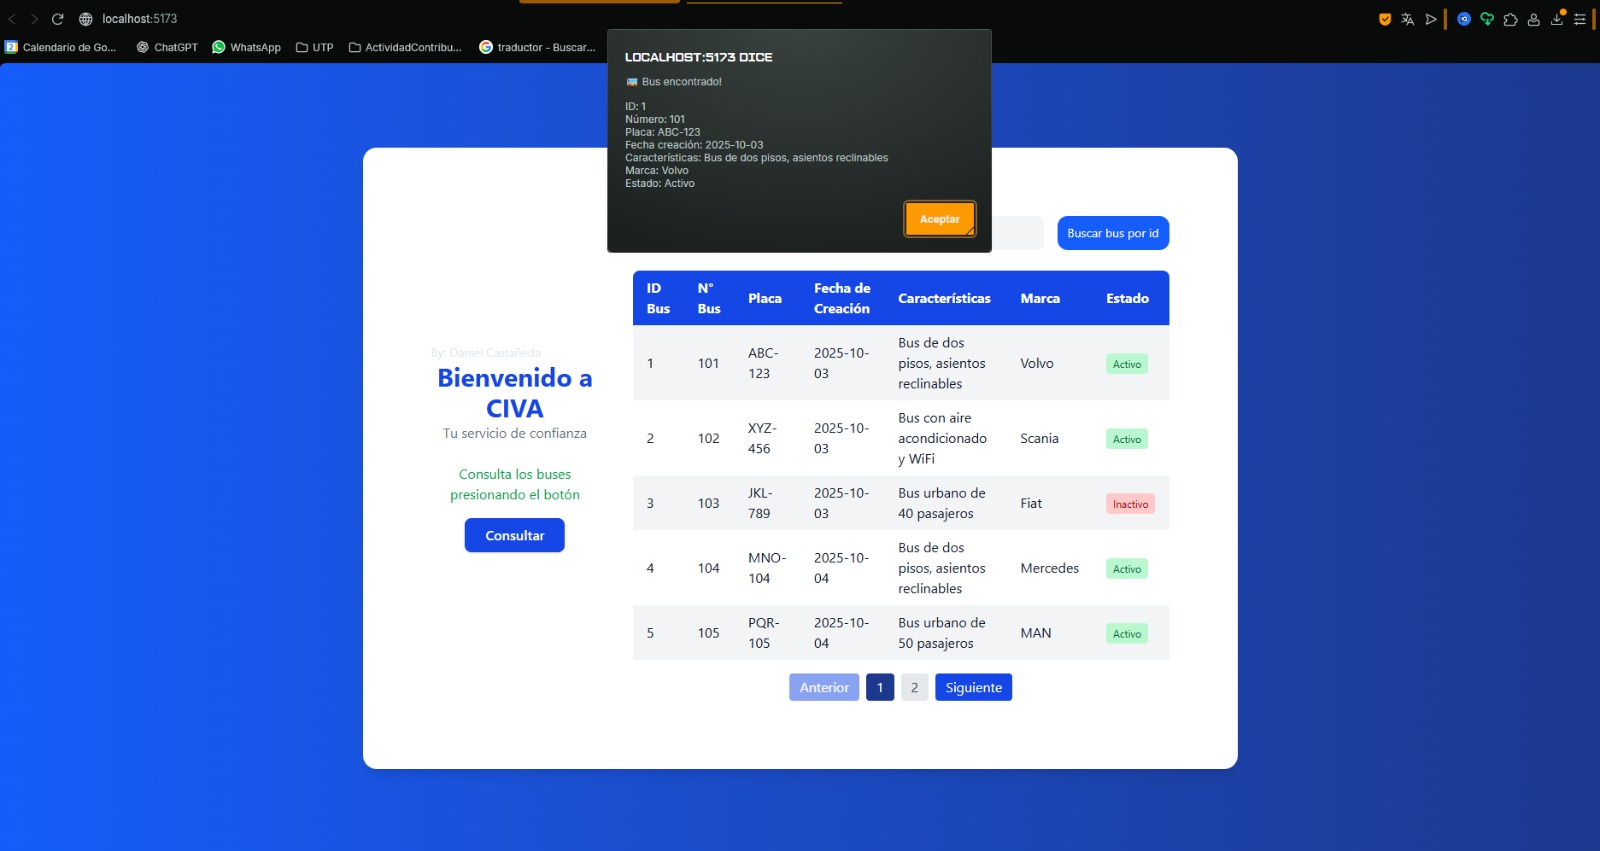 localhost:5173
Calendario de Go...
ChatGPT
WhatsApp
UTP
ActividadContribu...
traductor - Buscar...
LOCALHOST:5173 DICE
Bus encontrado!
ID: 1
Número: 101
Placa: ABC-123
Fecha creación: 2025-10-03
Características: Bus de dos pisos, asientos reclinables
Marca: Volvo
Estado: Activo
Aceptar
Buscar bus por id
By: Daniel Castañeda
Bienvenido a
CIVA
Tu servicio de confianza
Consulta los buses
presionando el botón
Consultar
ID Bus N° Bus Placa Fecha de Creación Características Marca Estado
1 101 ABC-123 2025-10-03 Bus de dos pisos, asientos reclinables Volvo Activo
2 102 XYZ-456 2025-10-03 Bus con aire acondicionado y WiFi Scania Activo
3 103 JKL-789 2025-10-03 Bus urbano de 40 pasajeros Fiat Inactivo
4 104 MNO-104 2025-10-04 Bus de dos pisos, asientos reclinables Mercedes Activo
5 105 PQR-105 2025-10-04 Bus urbano de 50 pasajeros MAN Activo
Anterior 1 2 Siguiente